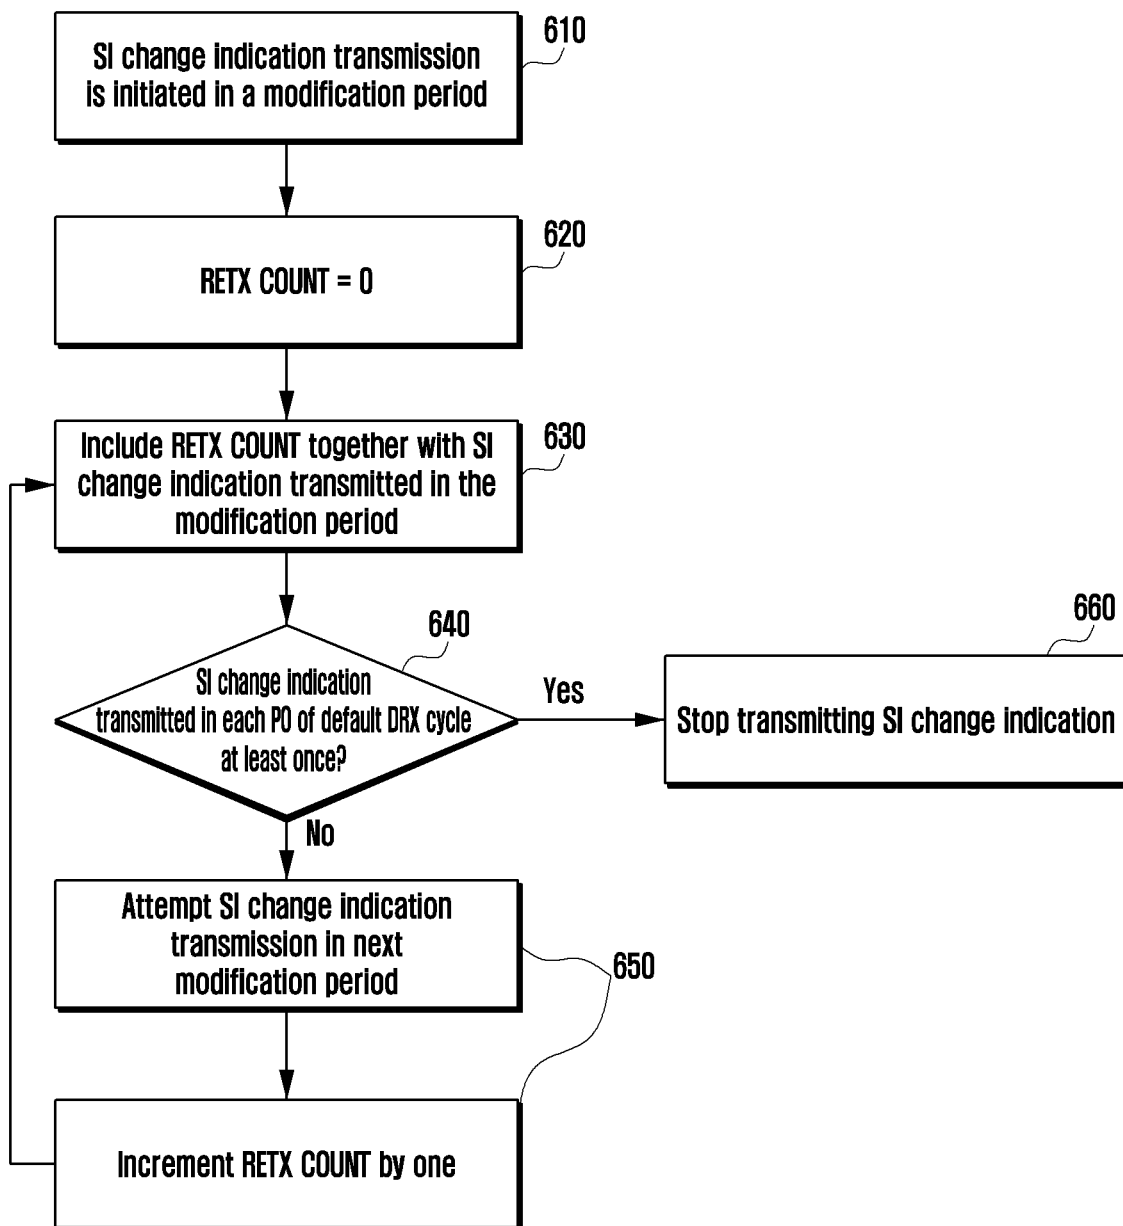 SI change indication transmission
is initiated in a modification period
610
RETX COUNT = 0
620
Include RETX COUNT together with SI
change indication transmitted in the
modification period
630
SI change indication
transmitted in each PO of default DRX cycle
at least once?
640
Yes
Stop transmitting SI change indication
660
No
Attempt SI change indication
transmission in next
modification period
650
Increment RETX COUNT by one